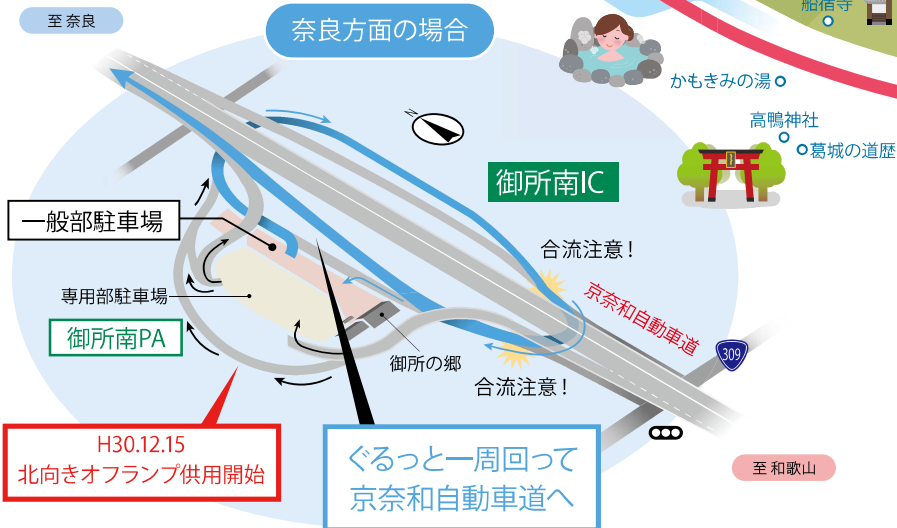 至 奈良
奈良方面の場合
船宿寺
かもきみの湯
高鴨神社
葛城の道歴
N
御所南IC
一般部駐車場
合流注意！
京奈和自動車道
専用部駐車場
御所南PA
309
御所の郷
合流注意！
H30.12.15
北向きオフランプ供用開始
ぐるっと一周回って
京奈和自動車道へ
至 和歌山